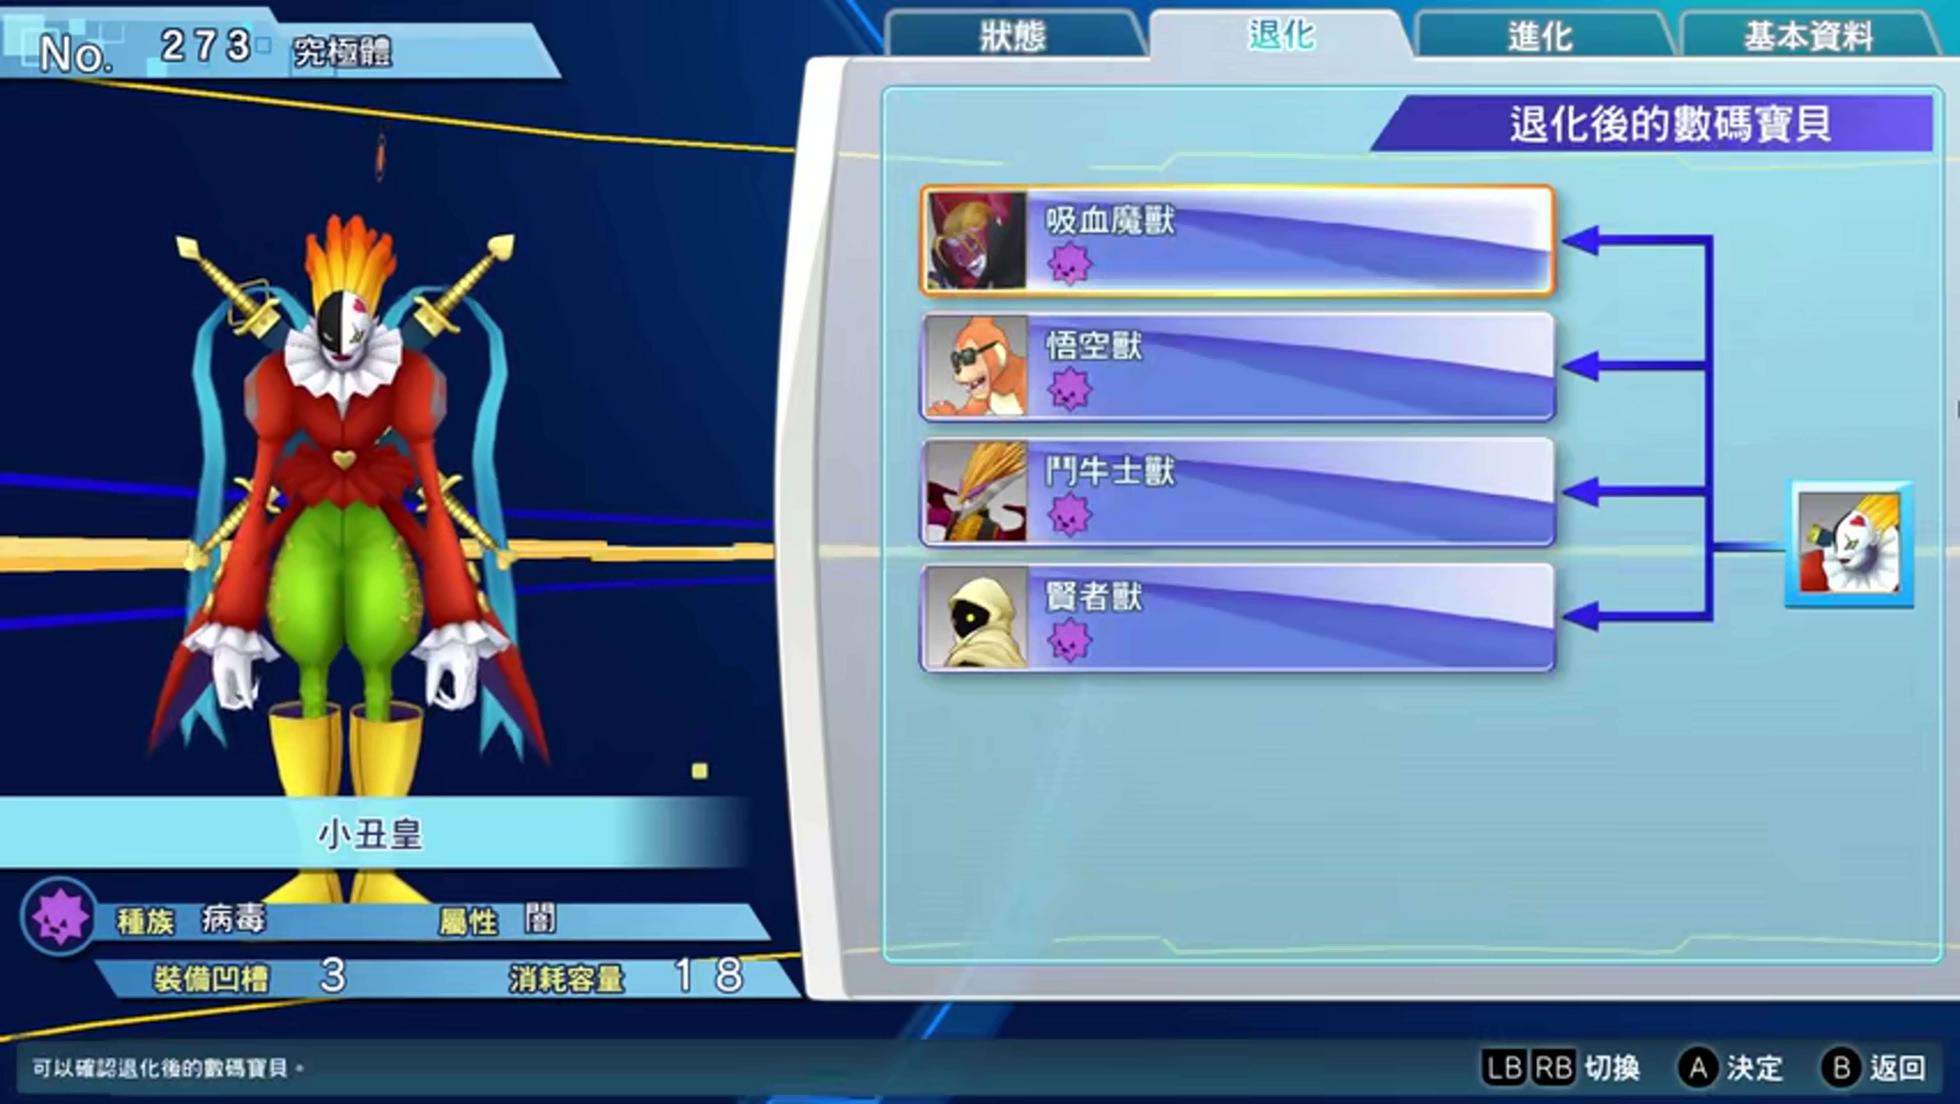 No. 273 究極體
狀態 退化 進化 基本資料
退化後的數碼寶貝
吸血魔獸
悟空獸
鬥牛士獸
賢者獸
小丑皇
種族 病毒 屬性 闇
裝備凹槽 3 消耗容量 18
可以確認退化後的數碼寶貝。
LB RB 切換 A 決定 B 返回